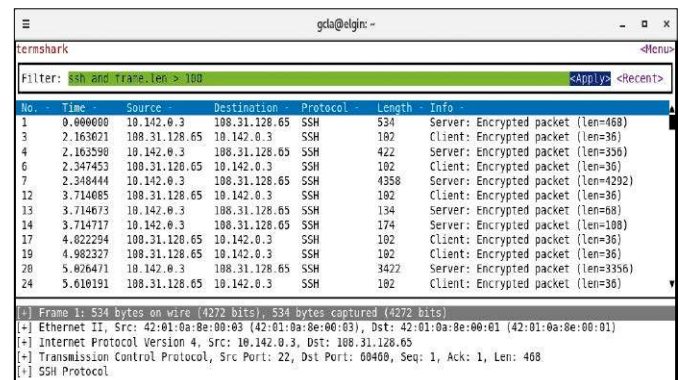 gcla@elgin: ~
termshark <Menu>
Filter: ssh and frame.len > 100 <Apply> <Recent>
No. - Time - Source - Destination - Protocol - Length - Info -
1 0.000000 10.142.0.3 108.31.128.65 SSH 534 Server: Encrypted packet (len=468)
3 2.163021 108.31.128.65 10.142.0.3 SSH 102 Client: Encrypted packet (len=36)
4 2.163590 10.142.0.3 108.31.128.65 SSH 422 Server: Encrypted packet (len=356)
6 2.347453 108.31.128.65 10.142.0.3 SSH 102 Client: Encrypted packet (len=36)
7 2.348444 10.142.0.3 108.31.128.65 SSH 4358 Server: Encrypted packet (len=4292)
12 3.714085 108.31.128.65 10.142.0.3 SSH 102 Client: Encrypted packet (len=36)
13 3.714673 10.142.0.3 108.31.128.65 SSH 134 Server: Encrypted packet (len=68)
14 3.714717 10.142.0.3 108.31.128.65 SSH 174 Server: Encrypted packet (len=108)
17 4.822294 108.31.128.65 10.142.0.3 SSH 102 Client: Encrypted packet (len=36)
19 4.982327 108.31.128.65 10.142.0.3 SSH 102 Client: Encrypted packet (len=36)
20 5.026471 10.142.0.3 108.31.128.65 SSH 3422 Server: Encrypted packet (len=3356)
24 5.610191 108.31.128.65 10.142.0.3 SSH 102 Client: Encrypted packet (len=36)
[+] Frame 1: 534 bytes on wire (4272 bits), 534 bytes captured (4272 bits)
[+] Ethernet II, Src: 42:01:0a:8e:00:03 (42:01:0a:8e:00:03), Dst: 42:01:0a:8e:00:01 (42:01:0a:8e:00:01)
[+] Internet Protocol Version 4, Src: 10.142.0.3, Dst: 108.31.128.65
[+] Transmission Control Protocol, Src Port: 22, Dst Port: 60460, Seq: 1, Ack: 1, Len: 468
[+] SSH Protocol